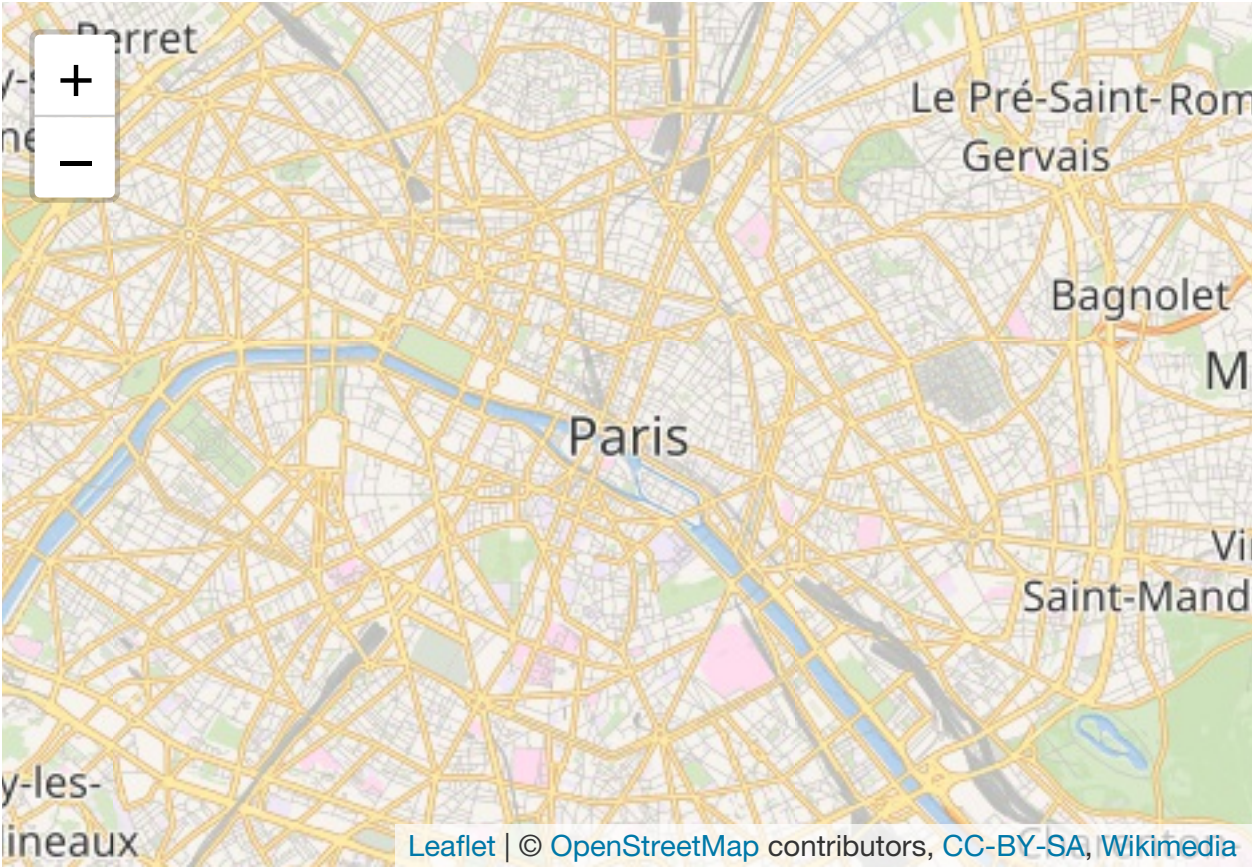 Perret
+
y-s
ne
−
Le Pré-Saint-
Gervais
Rom
Bagnolet
M
Paris
Vi
Saint-Mand
y-les-
lineaux
Leaflet | © OpenStreetMap contributors, CC-BY-SA, Wikimedia